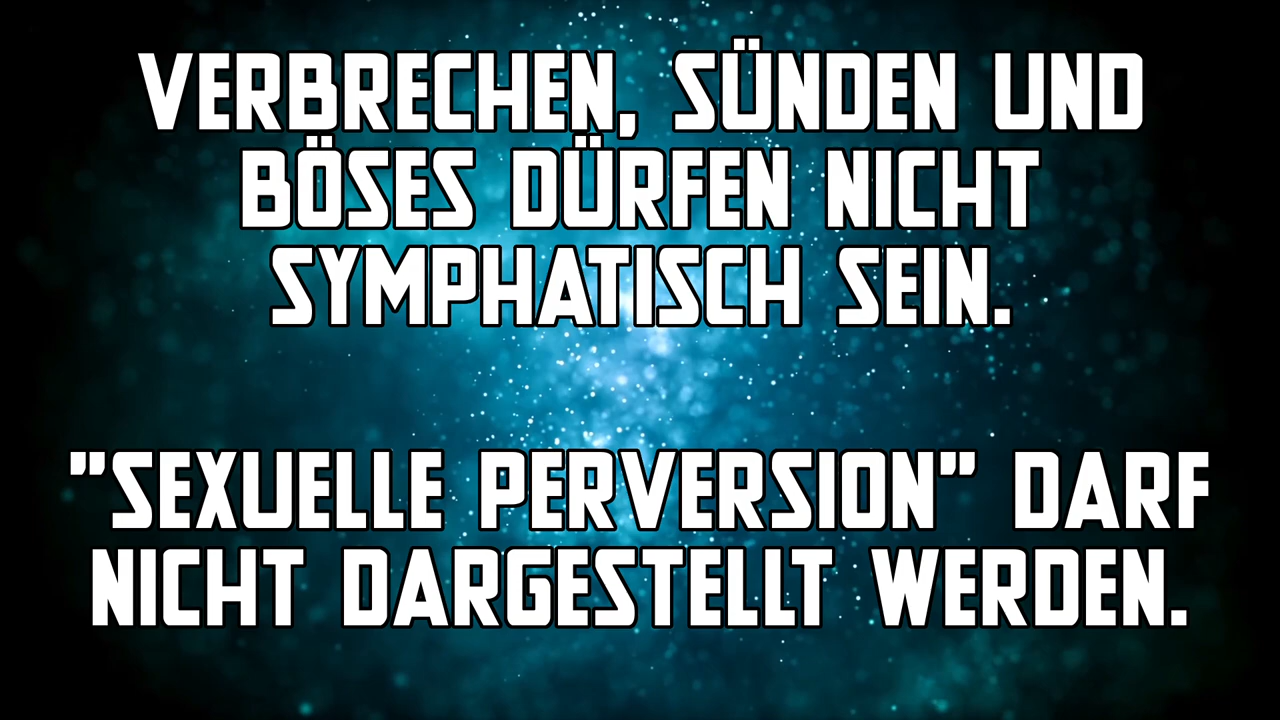 VERBRECHEN, SÜNDEN UND
BÖSES DÜRFEN NICHT
SYMPHATISCH SEIN.
"SEXUELLE PERVERSION" DARF
NICHT DARGESTELLT WERDEN.